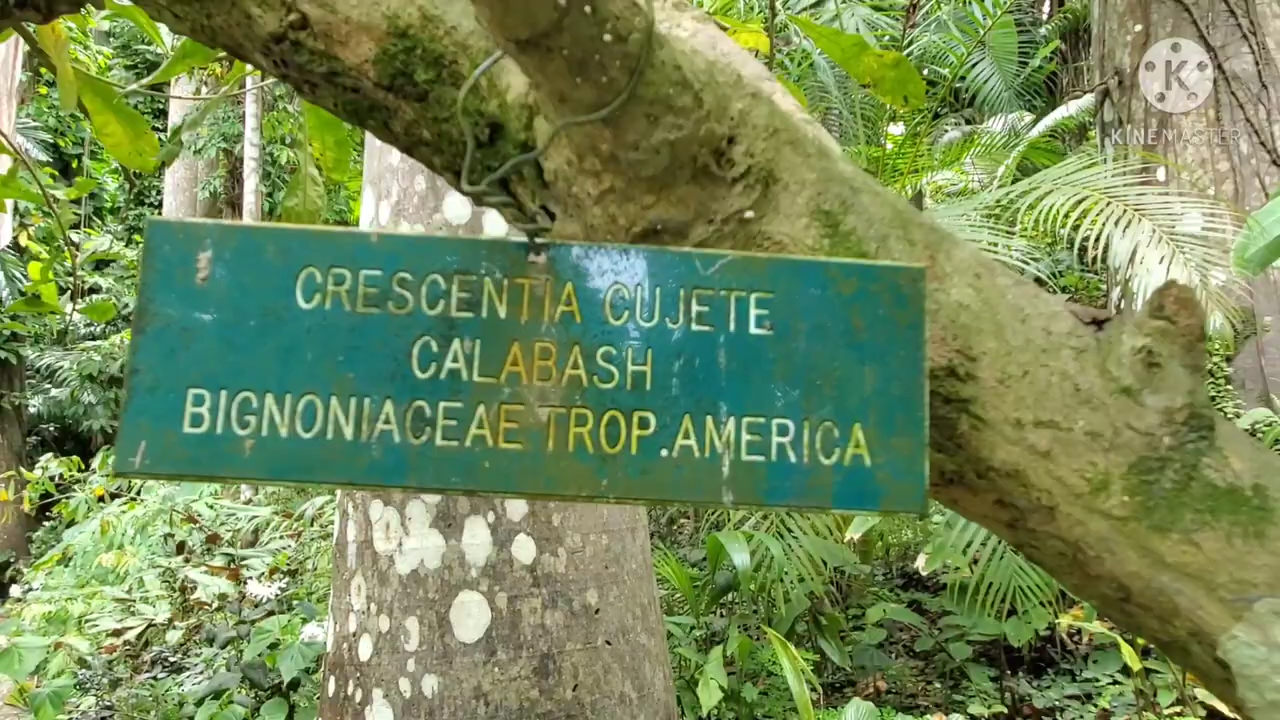 K
KINEMASTER
CRESCENTIA CUJETE
CALABASH
BIGNONIACEAE TROP.AMERICA